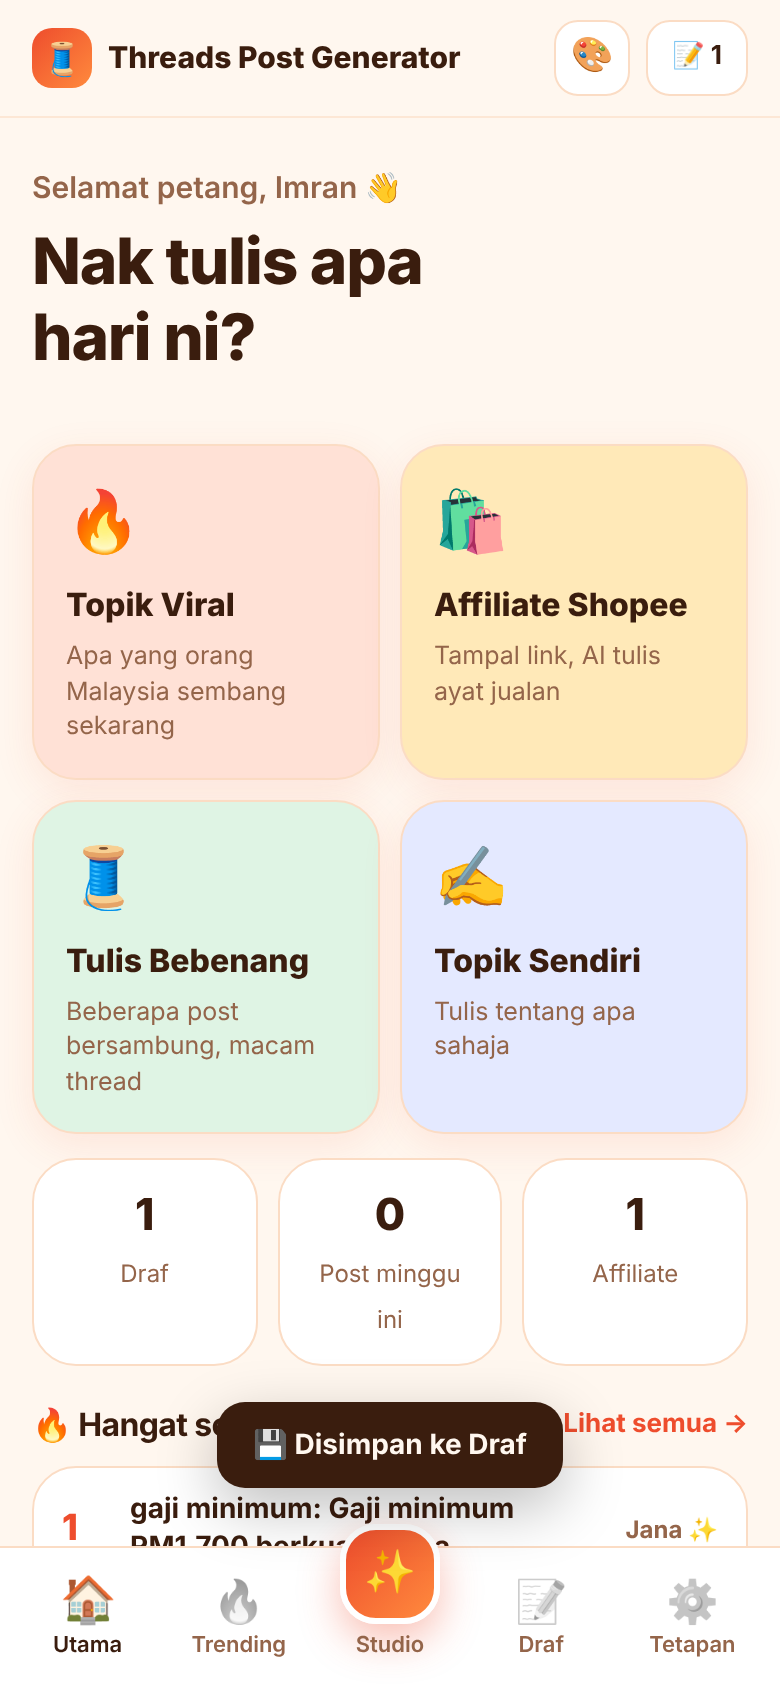 Threads Post Generator
1
Selamat petang, Imran 👋
Nak tulis apa
hari ni?
Topik Viral
Apa yang orang
Malaysia sembang
sekarang
Affiliate Shopee
Tampal link, AI tulis
ayat jualan
Tulis Bebenang
Beberapa post
bersambung, macam
thread
Topik Sendiri
Tulis tentang apa
sahaja
1
Draf
0
Post minggu
ini
1
Affiliate
🔥 Hangat
Lihat semua →
💾 Disimpan ke Draf
1
gaji minimum: Gaji minimum
RM1,700
Jana ✨
Utama
Trending
Studio
Draf
Tetapan